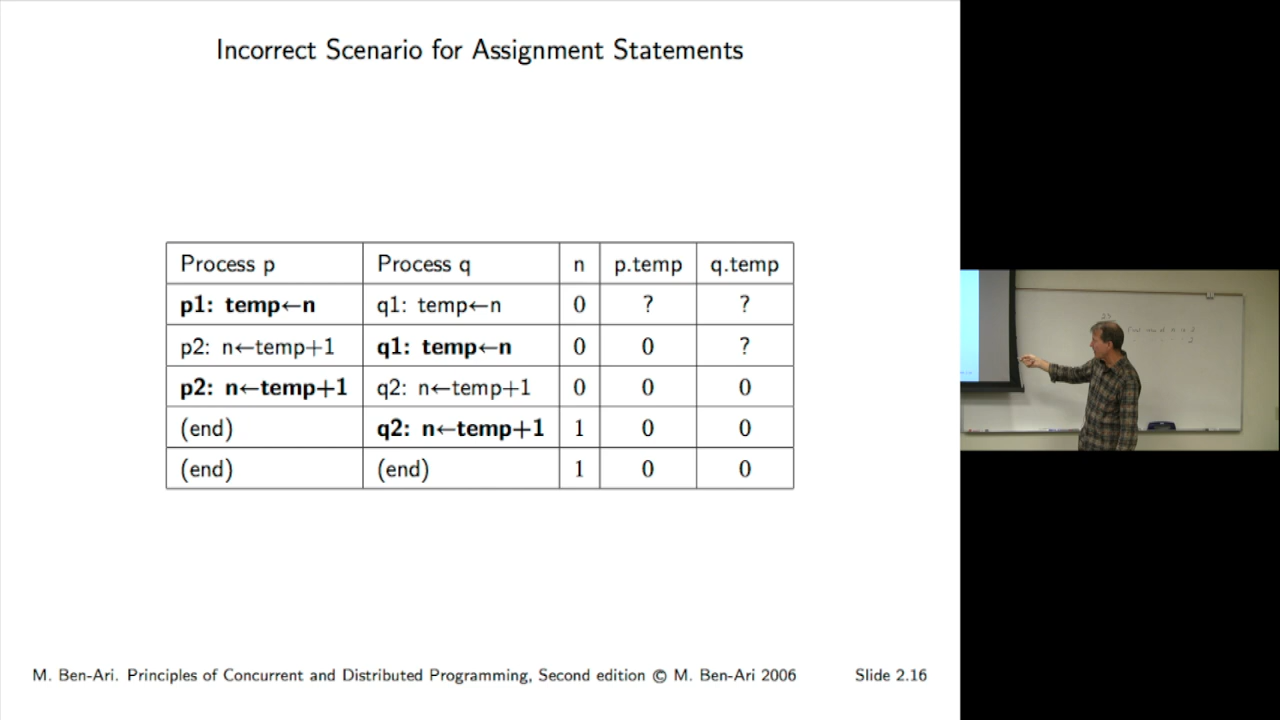 Incorrect Scenario for Assignment Statements
Process p Process q n p.temp q.temp
p1: temp←n q1: temp←n 0 ? ?
p2: n←temp+1 q1: temp←n 0 0 ?
p2: n←temp+1 q2: n←temp+1 0 0 0
(end) q2: n←temp+1 1 0 0
(end) (end) 1 0 0
M. Ben-Ari. Principles of Concurrent and Distributed Programming, Second edition © M. Ben-Ari 2006 Slide 2.16